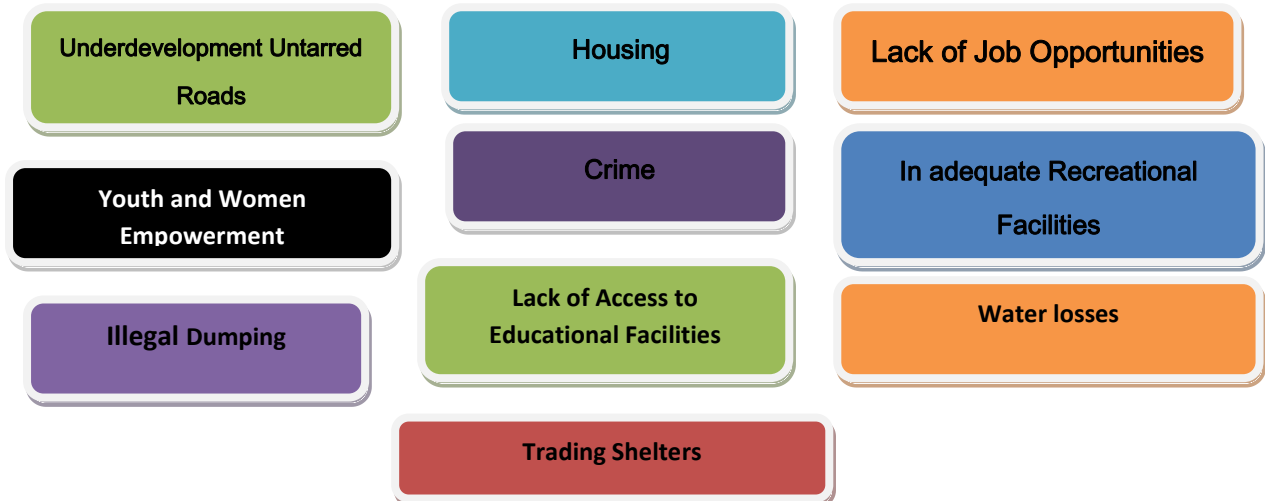 Underdevelopment Untarred
Roads
Housing
Lack of Job Opportunities
Crime
In adequate Recreational
Facilities
Youth and Women
Empowerment
Lack of Access to
Educational Facilities
Water losses
Illegal Dumping
Trading Shelters